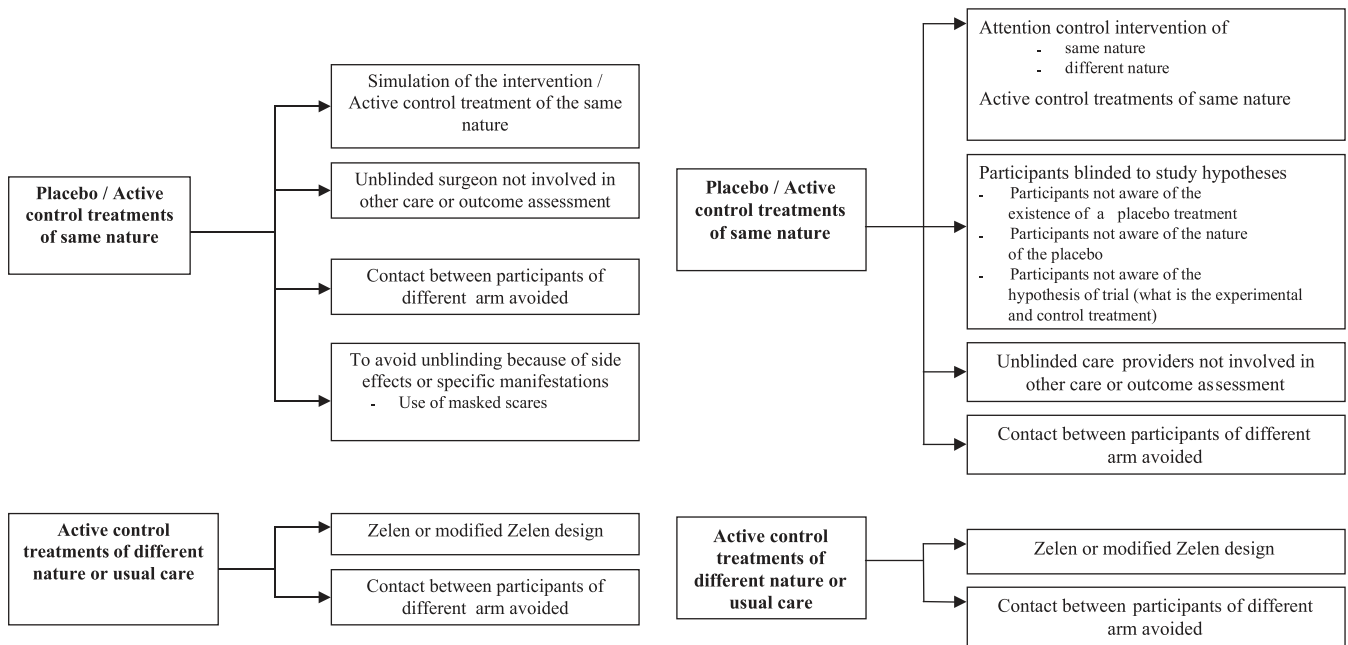 Placebo / Active
control treatments
of same nature
Simulation of the intervention /
Active control treatment of the same
nature
Unblinded surgeon not involved in
other care or outcome assessment
Contact between participants of
different arm avoided
To avoid unblinding because of side
effects or specific manifestations
- Use of masked scares
Active control
treatments of different
nature or usual care
Zelen or modified Zelen design
Contact between participants of
different arm avoided
Placebo / Active
control treatments
of same nature
Attention control intervention of
- same nature
- different nature
Active control treatments of same nature
Participants blinded to study hypotheses
- Participants not aware of the
existence of a placebo treatment
- Participants not aware of the nature
of the placebo
- Participants not aware of the
hypothesis of trial (what is the experimental
and control treatment)
Unblinded care providers not involved in
other care or outcome assessment
Contact between participants of different
arm avoided
Active control
treatments of
different nature or
usual care
Zelen or modified Zelen design
Contact between participants of different
arm avoided